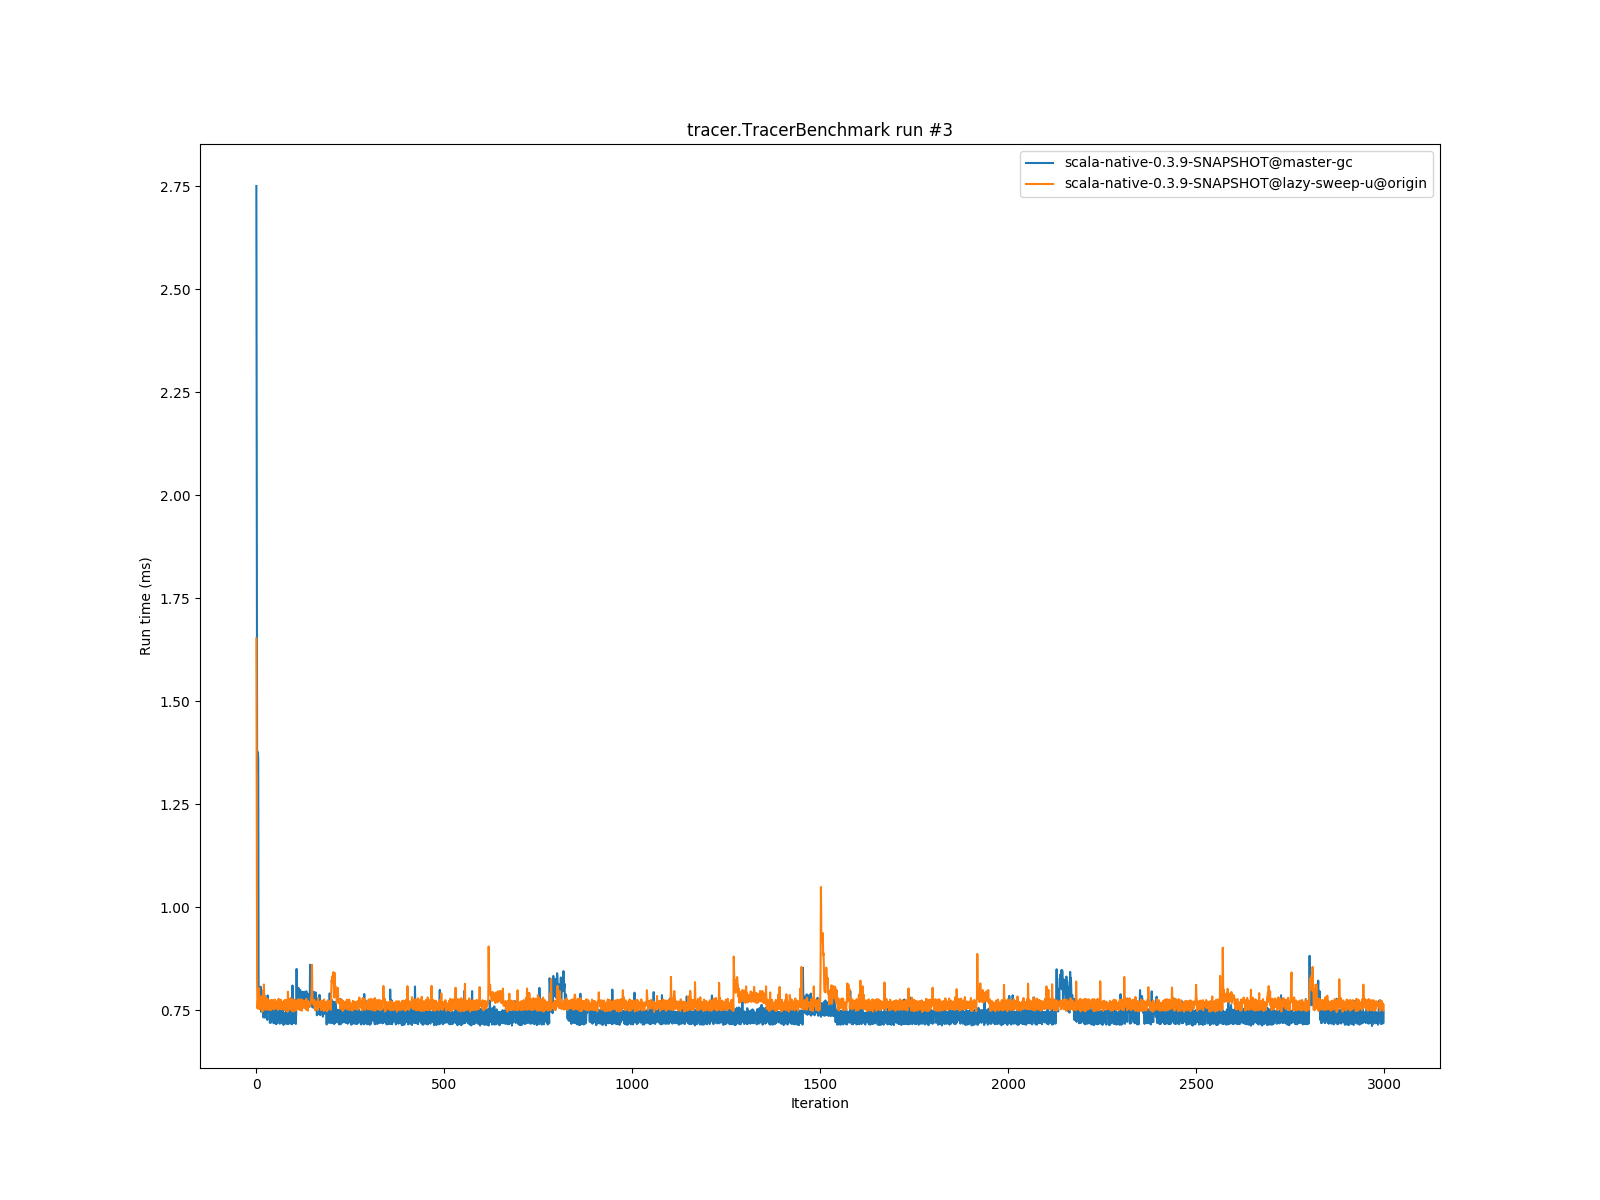 tracer.TracerBenchmark run #3
scala-native-0.3.9-SNAPSHOT@master-gc
scala-native-0.3.9-SNAPSHOT@lazy-sweep-u@origin
2.75
2.50
2.25
2.00
1.75
1.50
1.25
1.00
0.75
Run time (ms)
0 500 1000 1500 2000 2500 3000
Iteration